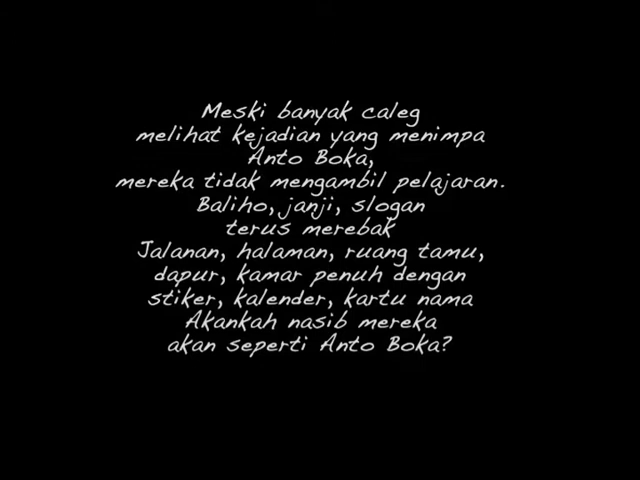 Meski banyak caleg
melihat kejadian yang menimpa
Anto Boka,
mereka tidak mengambil pelajaran.
Baliho, janji, slogan
terus merebak
Jalanan, halaman, ruang tamu,
dapur, kamar penuh dengan
stiker, kalender, kartu nama
Akankah nasib mereka
akan seperti Anto Boka?